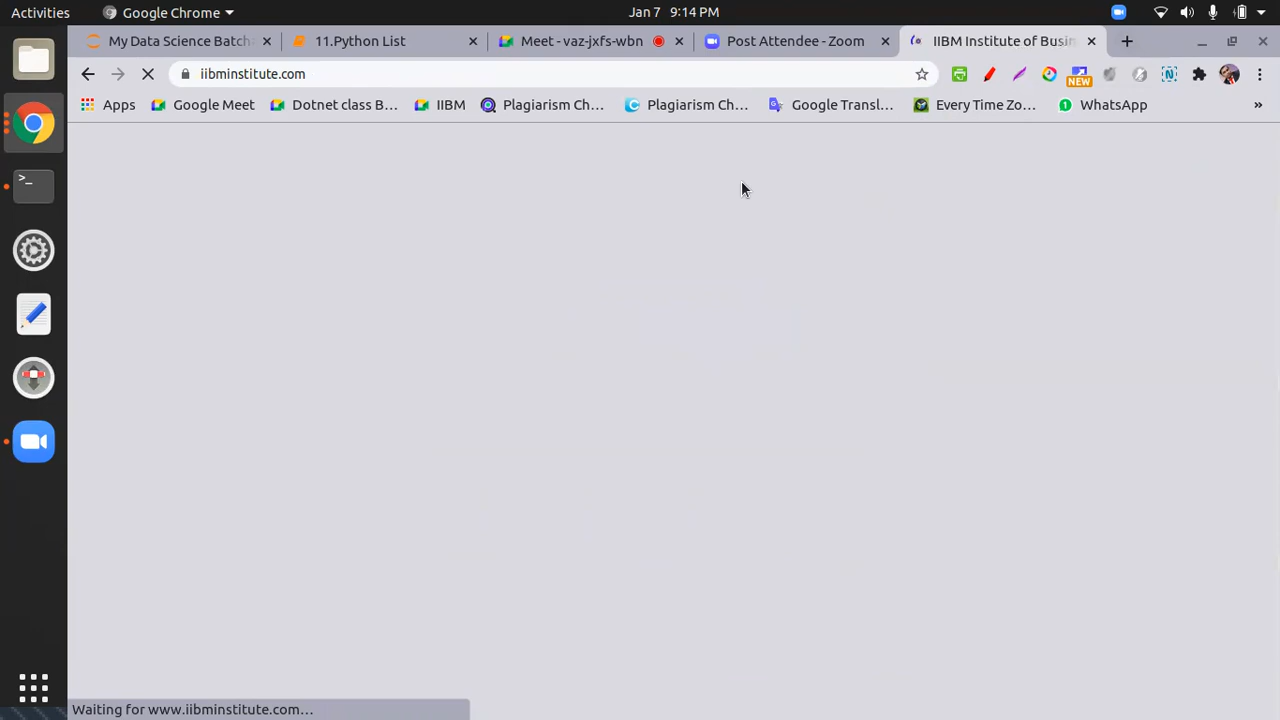 Activities Google Chrome Jan 7 9:14 PM
My Data Science Batch 11.Python List Meet - vaz-jxfs-wbn Post Attendee - Zoom IIBM Institute of Busin
iibminstitute.com NEW
Apps Google Meet Dotnet class B... IIBM Plagiarism Ch... Plagiarism Ch... Google Transl... Every Time Zo... WhatsApp »
Waiting for www.iibminstitute.com...